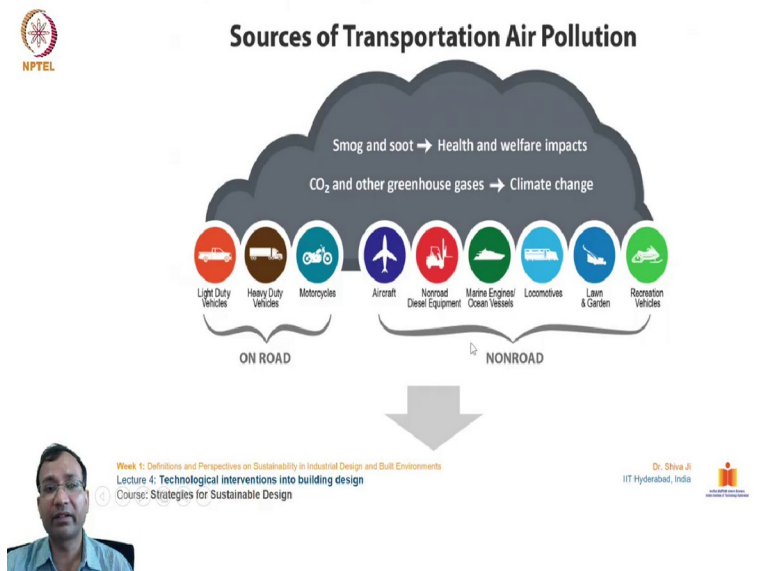 Sources of Transportation Air Pollution
NPTEL
Smog and soot → Health and welfare impacts
CO₂ and other greenhouse gases → Climate change
Light Duty
Vehicles
Heavy Duty
Vehicles
Motorcycles
Aircraft
Nonroad
Diesel Equipment
Marine Engines/
Ocean Vessels
Locomotives
Lawn
& Garden
Recreation
Vehicles
ON ROAD
NONROAD
Week 1: Definitions and Perspectives on Sustainability in Industrial Design and Built Environments
Lecture 4: Technological interventions into building design
Course: Strategies for Sustainable Design
Dr. Shiva Ji
IIT Hyderabad, India